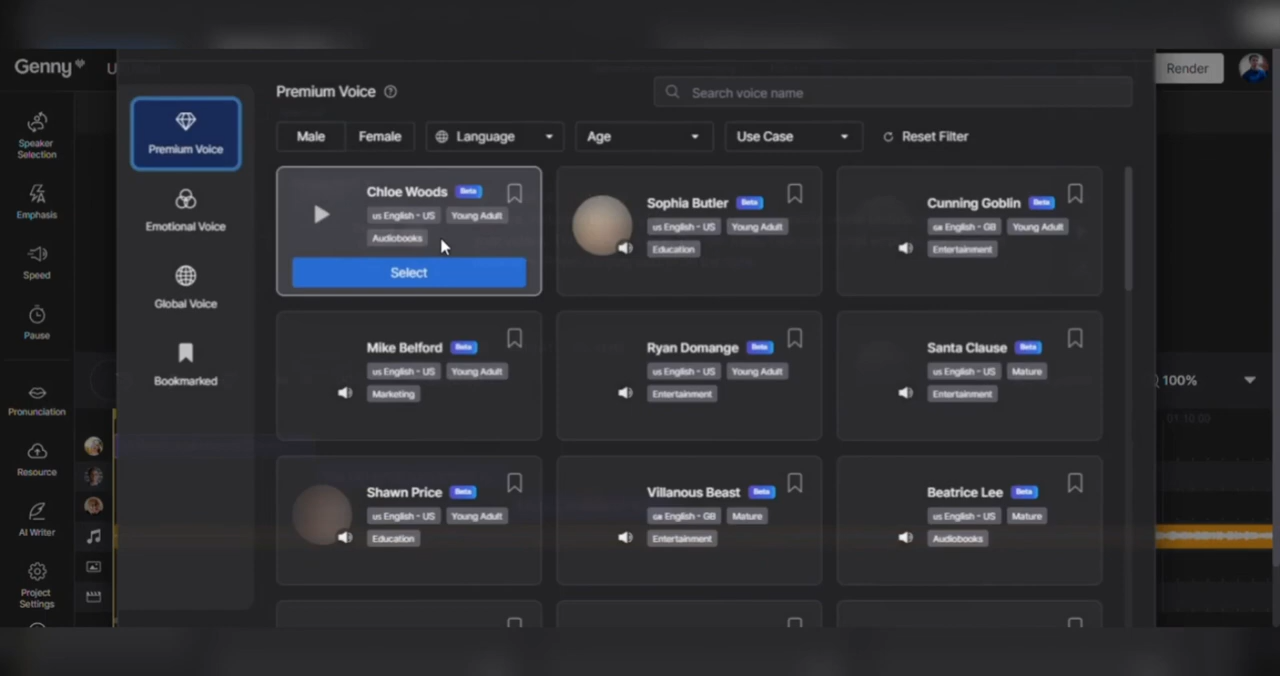 Genny
Render
Premium Voice
Search voice name
Male
Female
Language
Age
Use Case
Reset Filter
Speaker
Selection
Emphasis
Speed
Pause
Pronunciation
Resource
AI Writer
Project
Settings
Premium Voice
Emotional Voice
Global Voice
Bookmarked
Chloe Woods Beta
us English - US Young Adult
Audiobooks
Select
Sophia Butler Beta
us English - US Young Adult
Education
Cunning Goblin Beta
GB English - GB Young Adult
Entertainment
Mike Belford Beta
us English - US Young Adult
Marketing
Ryan Domange Beta
us English - US Young Adult
Entertainment
Santa Clause Beta
us English - US Mature
Entertainment
Shawn Price Beta
us English - US Young Adult
Education
Villanous Beast Beta
GB English - GB Mature
Entertainment
Beatrice Lee Beta
us English - US Mature
Audiobooks
100%
01:10:00